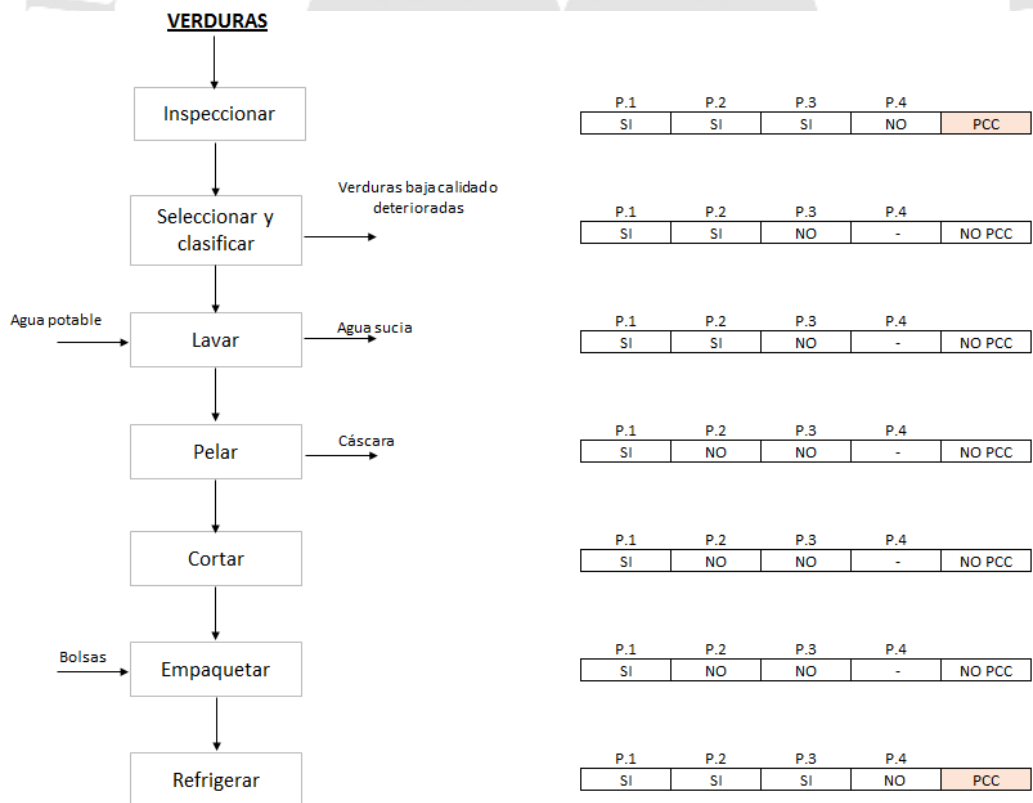 VERDURAS
Inspeccionar
P.1 P.2 P.3 P.4
SI SI SI NO PCC
Verduras baja calidad o
deterioradas
Seleccionar y
clasificar
P.1 P.2 P.3 P.4
SI SI NO - NO PCC
Agua potable
Lavar
Agua sucia
P.1 P.2 P.3 P.4
SI SI NO - NO PCC
Pelar
Cáscara
P.1 P.2 P.3 P.4
SI NO NO - NO PCC
Cortar
P.1 P.2 P.3 P.4
SI NO NO - NO PCC
Bolsas
Empaquetar
P.1 P.2 P.3 P.4
SI NO NO - NO PCC
Refrigerar
P.1 P.2 P.3 P.4
SI SI SI NO PCC